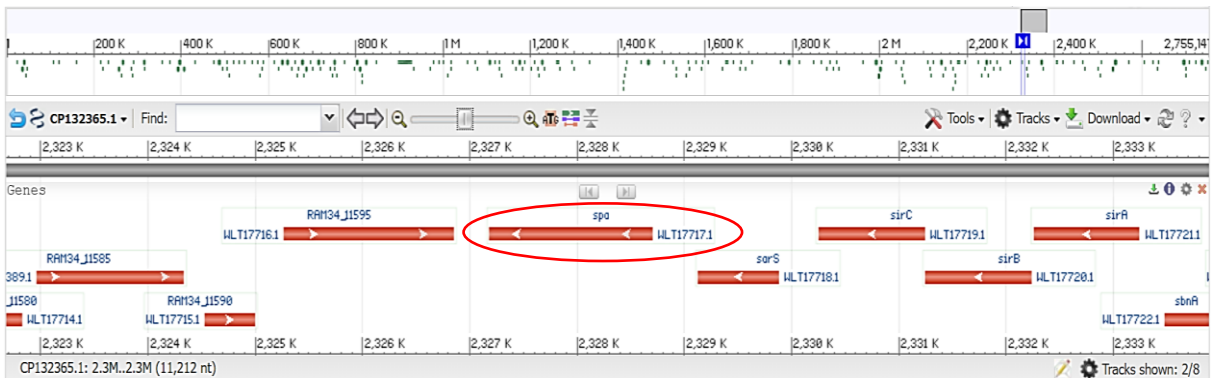 200 K 400 K 600 K 800 K 1 M 1,200 K 1,400 K 1,600 K 1,800 K 2 M 2,200 K 2,400 K 2,755,14
CP132365.1 Find: Tools Tracks Download ?
2,323 K 2,324 K 2,325 K 2,326 K 2,327 K 2,328 K 2,329 K 2,330 K 2,331 K 2,332 K 2,333 K
Genes
RAM34_11595 spa sirC sirA
WLT17716.1 WLT17717.1 WLT17719.1 WLT17721.1
RAM34_11585 sarS sirB
389.1 WLT17718.1 WLT17720.1
_11580 RAM34_11590 sbnA
WLT17714.1 WLT17715.1 WLT17722.1
2,323 K 2,324 K 2,325 K 2,326 K 2,327 K 2,328 K 2,329 K 2,330 K 2,331 K 2,332 K 2,333 K
CP132365.1: 2.3M..2.3M (11,212 nt) Tracks shown: 2/8